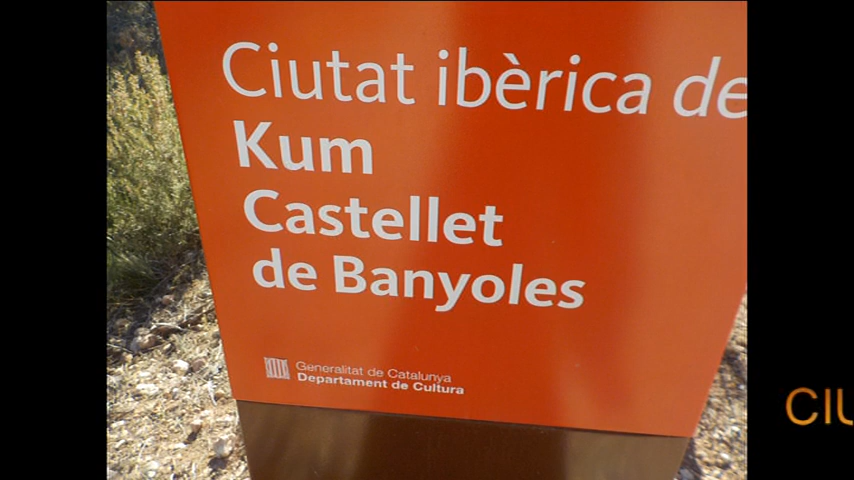 Ciutat ibèrica de
Kum
Castellet
de Banyoles
Generalitat de Catalunya
Departament de Cultura
CIU